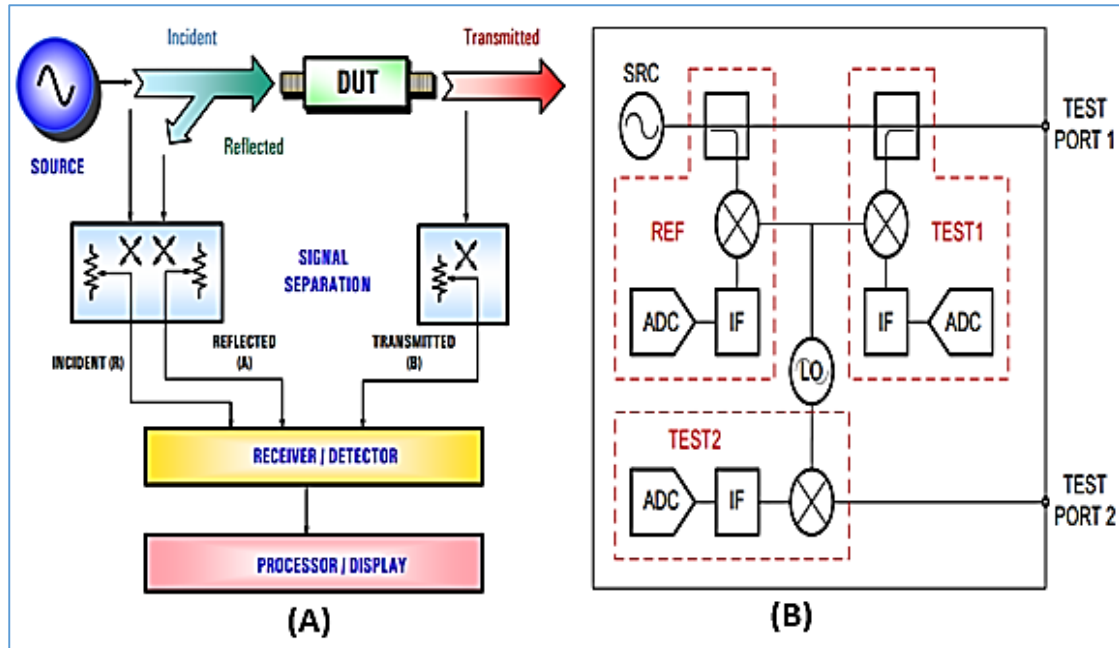 Incident
Transmitted
DUT
Reflected
SOURCE
SIGNAL
SEPARATION
INCIDENT (R)
REFLECTED
(A)
TRANSMITTED
(B)
RECEIVER / DETECTOR
PROCESSOR / DISPLAY
(A)
SRC
TEST
PORT 1
REF
TEST1
ADC
IF
IF
ADC
LO
TEST2
ADC
IF
TEST
PORT 2
(B)